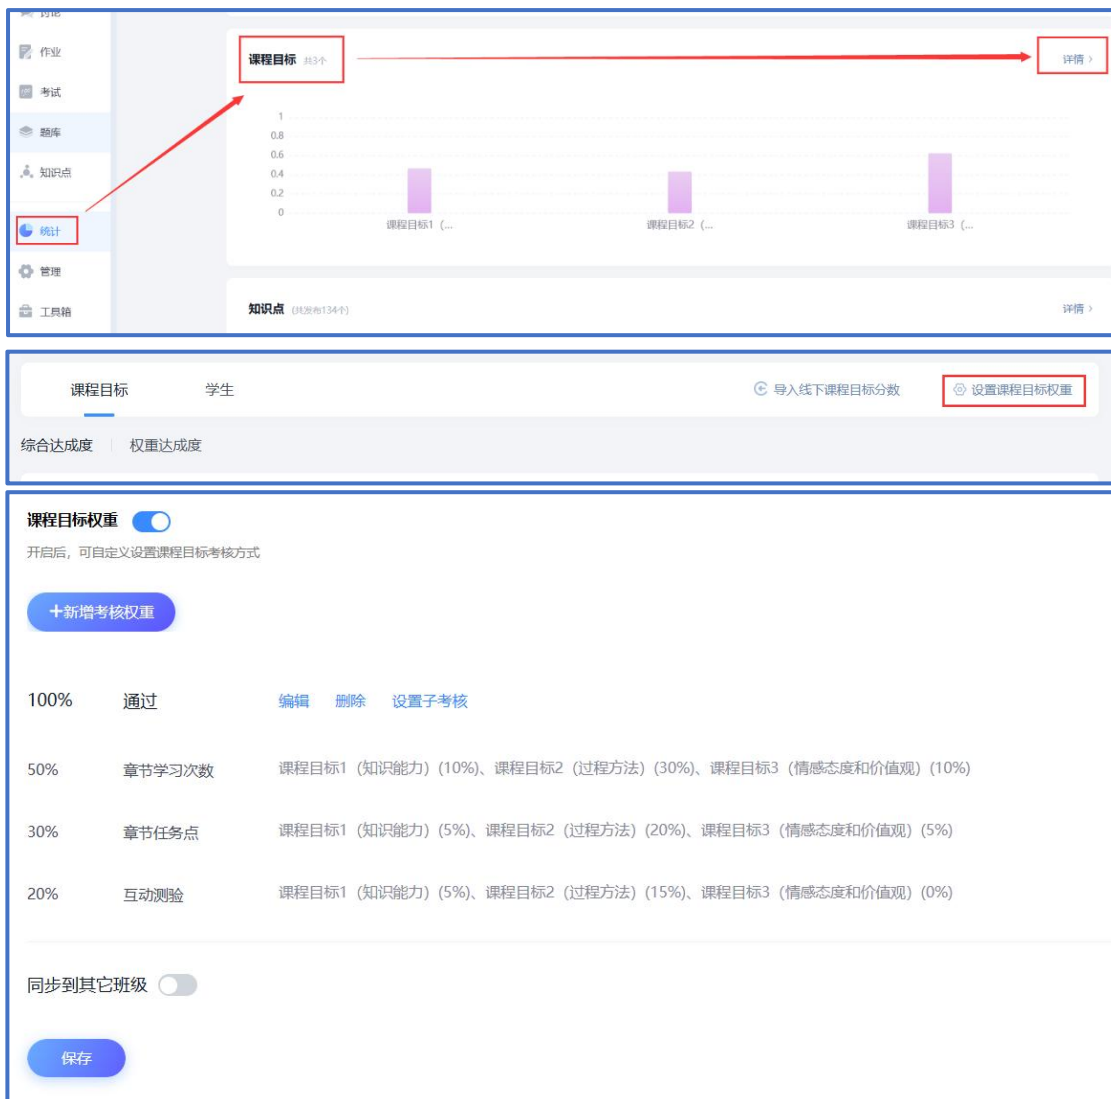 讨论
作业
课程目标 共3个 详情 >
考试
1
0.8
题库
0.6
0.4
知识点
0.2
0
课程目标1（... 课程目标2（... 课程目标3（...
统计
管理
知识点 (共发布134个) 详情 >
工具箱
课程目标 学生 导入线下课程目标分数 设置课程目标权重
综合达成度 权重达成度
课程目标权重
开启后，可自定义设置课程目标考核方式
+新增考核权重
100% 通过 编辑 删除 设置子考核
50% 章节学习次数 课程目标1（知识能力）(10%)、课程目标2（过程方法）(30%)、课程目标3（情感态度和价值观）(10%)
30% 章节任务点 课程目标1（知识能力）(5%)、课程目标2（过程方法）(20%)、课程目标3（情感态度和价值观）(5%)
20% 互动测验 课程目标1（知识能力）(5%)、课程目标2（过程方法）(15%)、课程目标3（情感态度和价值观）(0%)
同步到其它班级
保存